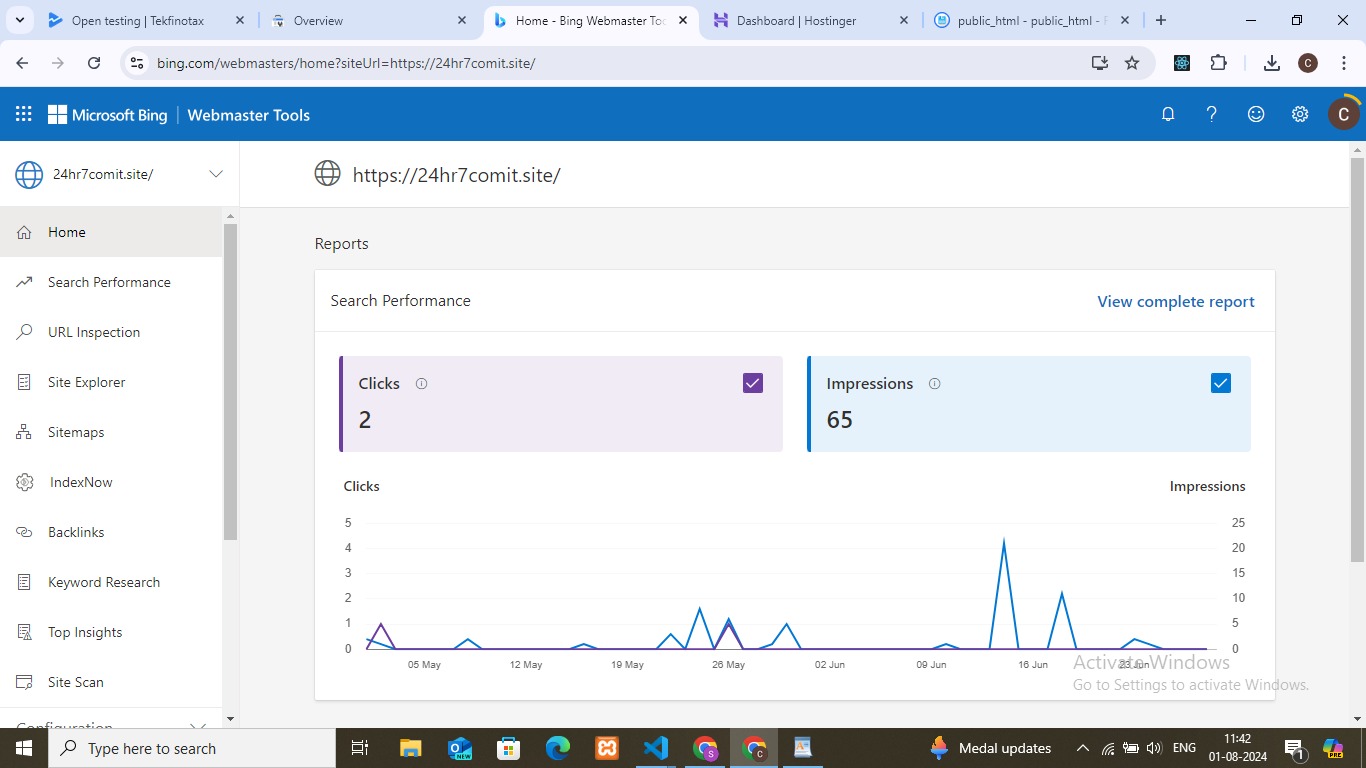 Open testing | Tekfinotax
Overview
Home - Bing Webmaster Too
Dashboard | Hostinger
public_html - public_html - F
bing.com/webmasters/home?siteUrl=https://24hr7comit.site/
C
Microsoft Bing | Webmaster Tools
C
24hr7comit.site/
https://24hr7comit.site/
Home
Search Performance
URL Inspection
Site Explorer
Sitemaps
IndexNow
Backlinks
Keyword Research
Top Insights
Site Scan
Configuration
Reports
Search Performance
View complete report
Clicks
2
Impressions
65
Clicks
Impressions
5
4
3
2
1
0
25
20
15
10
5
0
05 May
12 May
19 May
26 May
02 Jun
09 Jun
16 Jun
23 Jun
Activate Windows
Go to Settings to activate Windows.
Type here to search
NEW
S
C
Medal updates
ENG
11:42
01-08-2024
1
PRE